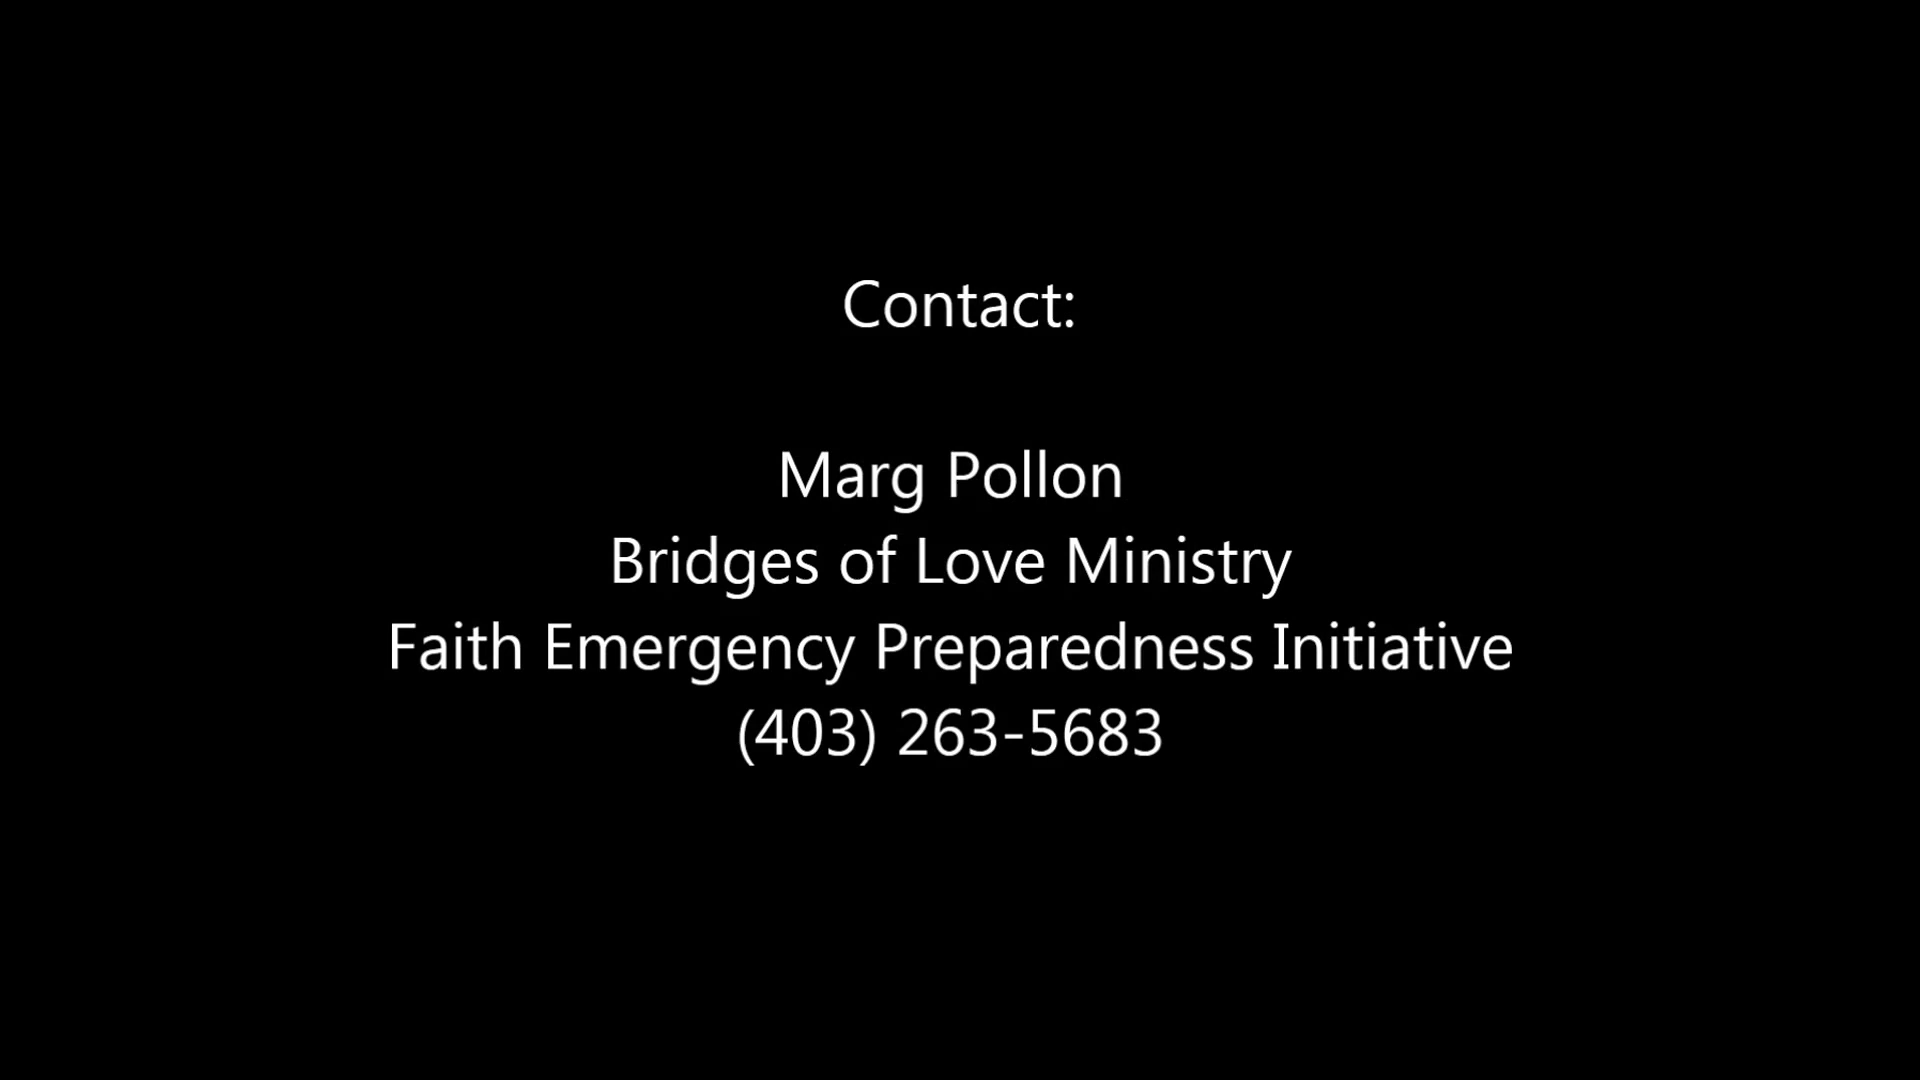 Contact:
Marg Pollon
Bridges of Love Ministry
Faith Emergency Preparedness Initiative
(403) 263-5683